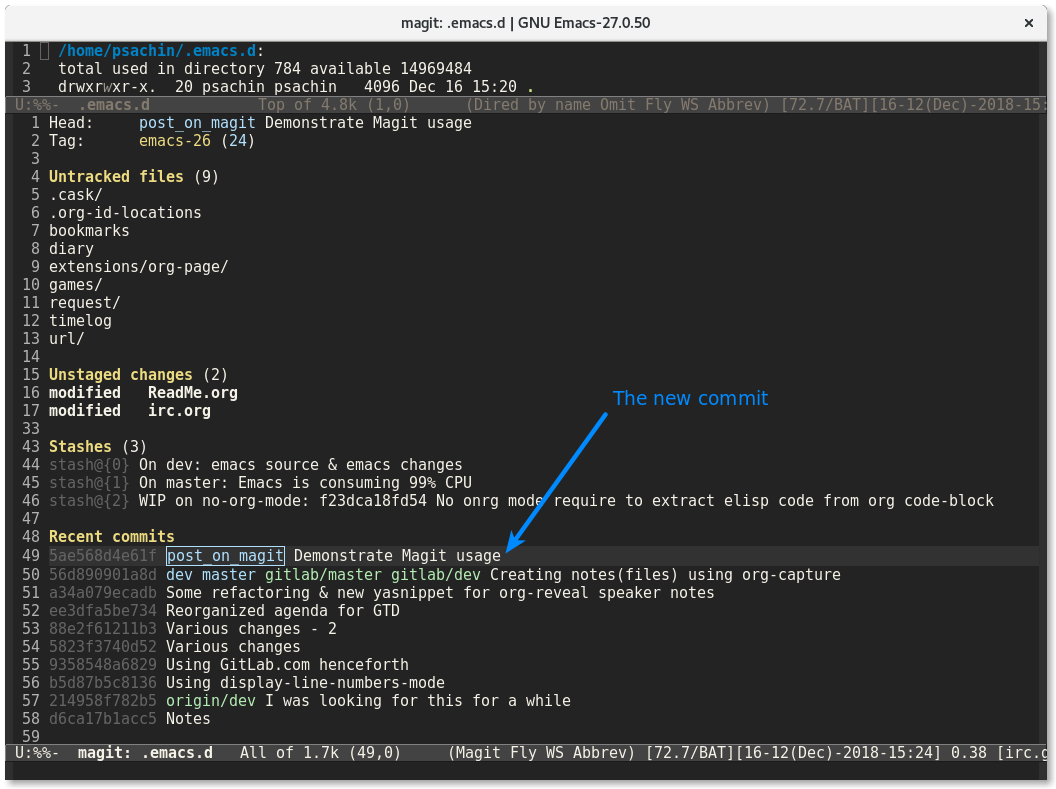 magit: .emacs.d | GNU Emacs-27.0.50 ×
1 /home/psachin/.emacs.d:
2 total used in directory 784 available 14969484
3 drwxrwxr-x. 20 psachin psachin 4096 Dec 16 15:20 .
U:%%- .emacs.d Top of 4.8k (1,0) (Dired by name Omit Fly WS Abbrev) [72.7/BAT][16-12(Dec)-2018-15:
1 Head: post_on_magit Demonstrate Magit usage
2 Tag: emacs-26 (24)
3
4 Untracked files (9)
5 .cask/
6 .org-id-locations
7 bookmarks
8 diary
9 extensions/org-page/
10 games/
11 request/
12 timelog
13 url/
14
15 Unstaged changes (2)
16 modified ReadMe.org
17 modified irc.org
The new commit
33
43 Stashes (3)
44 stash@{0} On dev: emacs source & emacs changes
45 stash@{1} On master: Emacs is consuming 99% CPU
46 stash@{2} WIP on no-org-mode: f23dca18fd54 No onrg mode require to extract elisp code from org code-block
47
48 Recent commits
49 5ae568d4e61f post_on_magit Demonstrate Magit usage
50 56d890901a8d dev master gitlab/master gitlab/dev Creating notes(files) using org-capture
51 a34a079ecadb Some refactoring & new yasnippet for org-reveal speaker notes
52 ee3dfa5be734 Reorganized agenda for GTD
53 88e2f61211b3 Various changes - 2
54 5823f3740d52 Various changes
55 9358548a6829 Using GitLab.com henceforth
56 b5d87b5c8136 Using display-line-numbers-mode
57 214958f782b5 origin/dev I was looking for this for a while
58 d6ca17b1acc5 Notes
59
U:%%- magit: .emacs.d All of 1.7k (49,0) (Magit Fly WS Abbrev) [72.7/BAT][16-12(Dec)-2018-15:24] 0.38 [irc.g